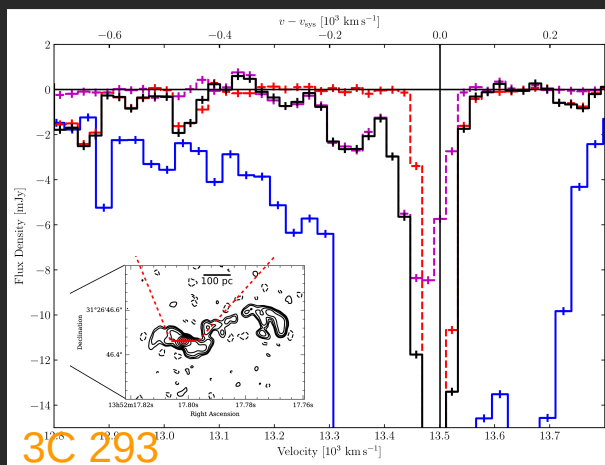 v − v_sys [10³ km s⁻¹]
−0.6 −0.4 −0.2 0.0 0.2
2
0
−2
−4
−6
−8
−10
−12
−14
Flux Density [mJy]
100 pc
31°26'46.6"
46.4"
Declination
13h52m17.82s 17.80s 17.78s 17.76s
Right Ascension
12.8 12.9 13.0 13.1 13.2 13.3 13.4 13.5 13.6 13.7
Velocity [10³ km s⁻¹]
3C 293